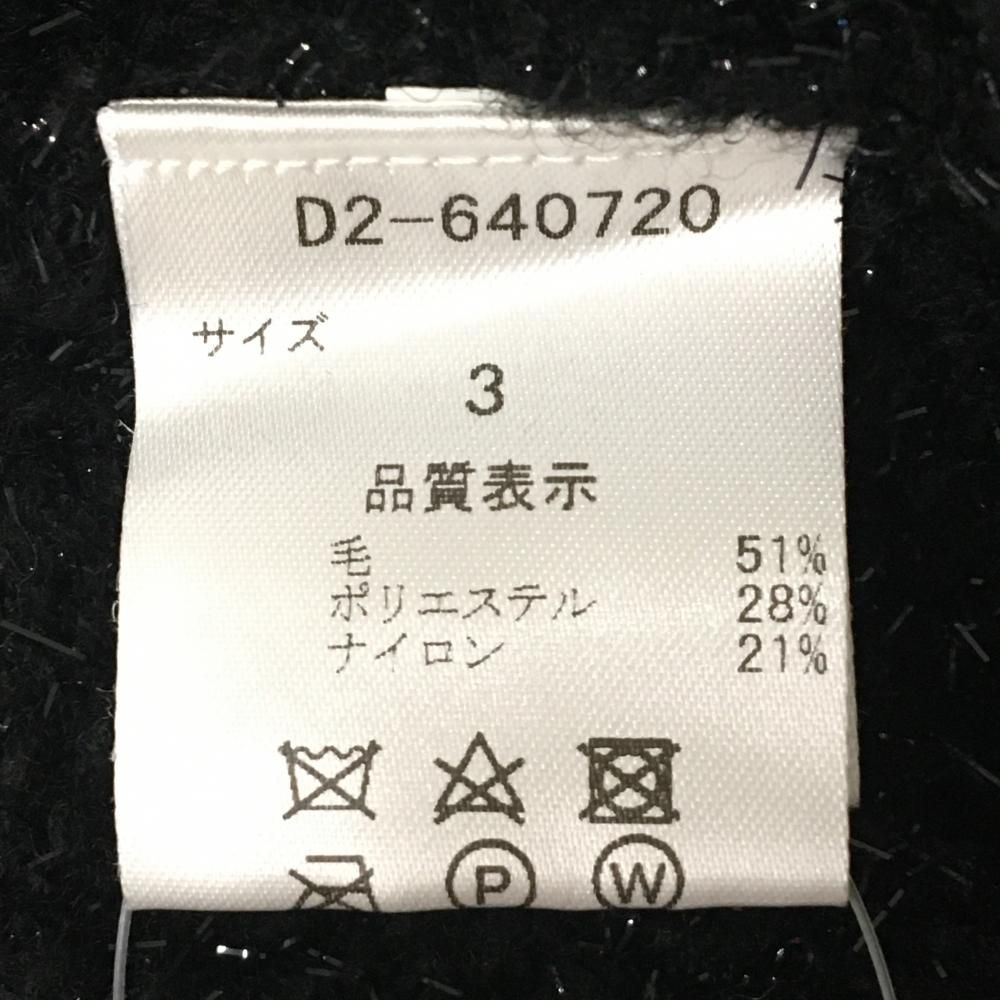 D2-640720
サイズ
3
品質表示
毛 51%
ポリエステル 28%
ナイロン 21%
P W